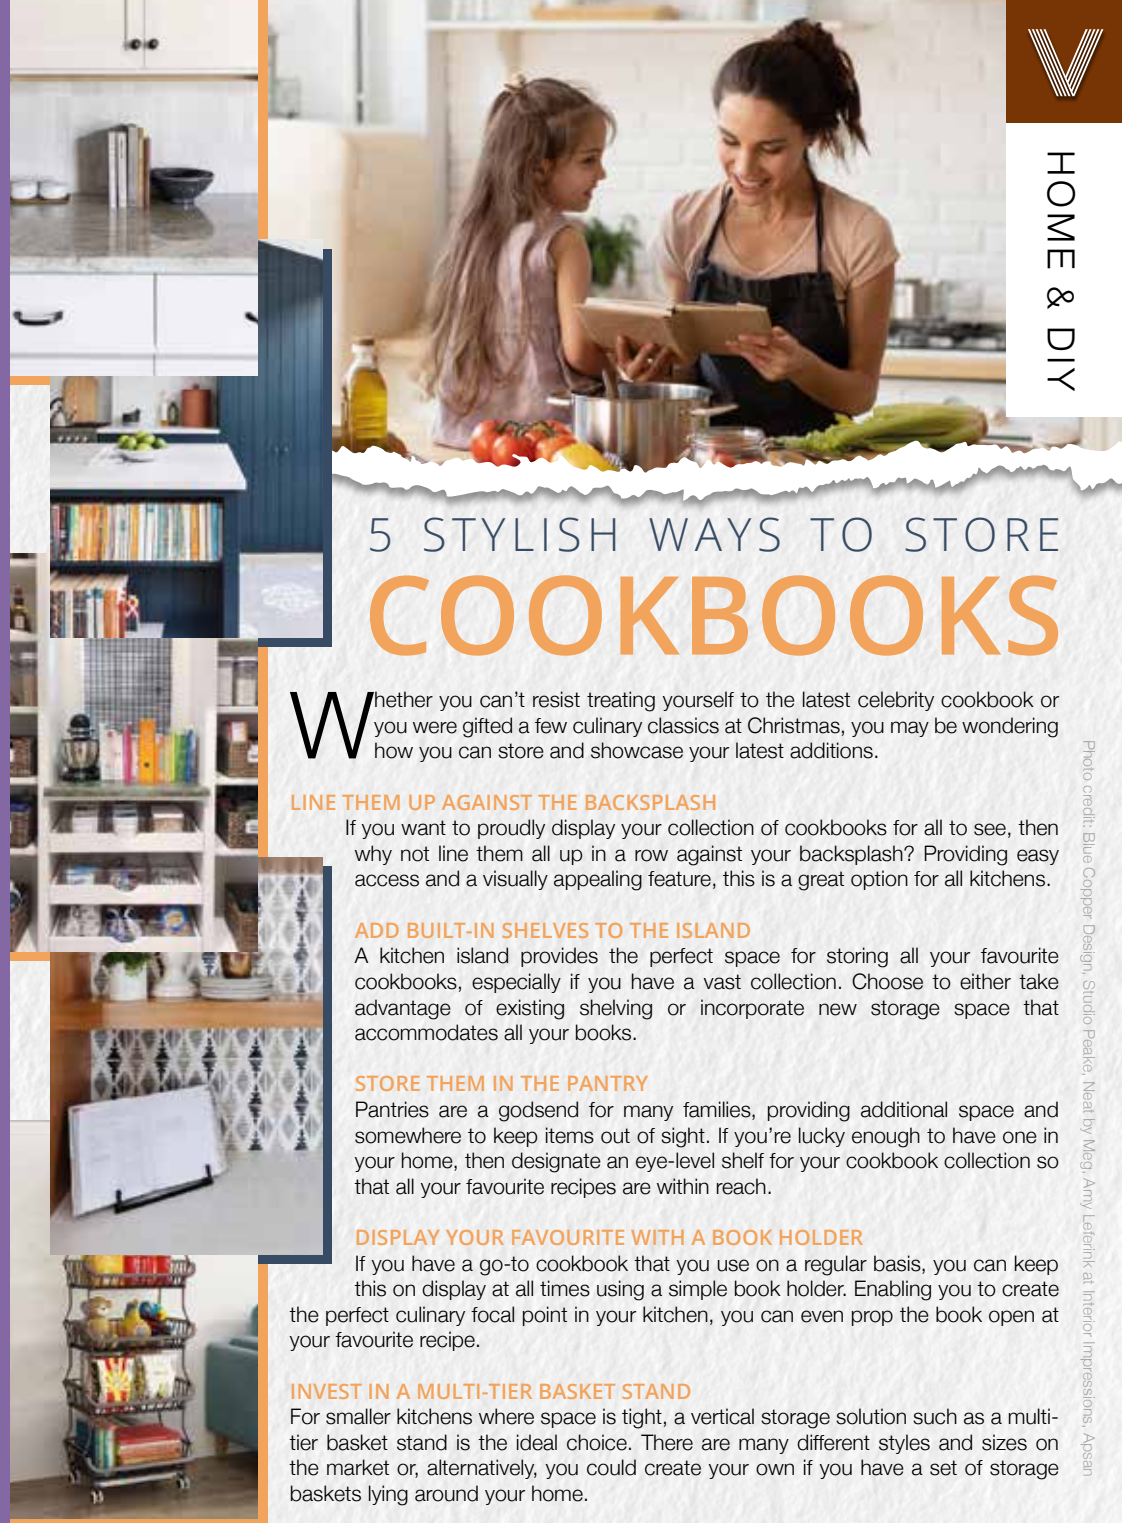 V
HOME & DIY
5 STYLISH WAYS TO STORE
COOKBOOKS
Whether you can’t resist treating yourself to the latest celebrity cookbook or
you were gifted a few culinary classics at Christmas, you may be wondering
how you can store and showcase your latest additions.
LINE THEM UP AGAINST THE BACKSPLASH
If you want to proudly display your collection of cookbooks for all to see, then
why not line them all up in a row against your backsplash? Providing easy
access and a visually appealing feature, this is a great option for all kitchens.
ADD BUILT-IN SHELVES TO THE ISLAND
A kitchen island provides the perfect space for storing all your favourite
cookbooks, especially if you have a vast collection. Choose to either take
advantage of existing shelving or incorporate new storage space that
accommodates all your books.
STORE THEM IN THE PANTRY
Pantries are a godsend for many families, providing additional space and
somewhere to keep items out of sight. If you’re lucky enough to have one in
your home, then designate an eye-level shelf for your cookbook collection so
that all your favourite recipes are within reach.
DISPLAY YOUR FAVOURITE WITH A BOOK HOLDER
If you have a go-to cookbook that you use on a regular basis, you can keep
this on display at all times using a simple book holder. Enabling you to create
the perfect culinary focal point in your kitchen, you can even prop the book open at
your favourite recipe.
INVEST IN A MULTI-TIER BASKET STAND
For smaller kitchens where space is tight, a vertical storage solution such as a multi-
tier basket stand is the ideal choice. There are many different styles and sizes on
the market or, alternatively, you could create your own if you have a set of storage
baskets lying around your home.
Photo credit: Blue Copper Design, Studio Peake, Neat by Meg, Amy Leferink at Interior Impressions, Apsan